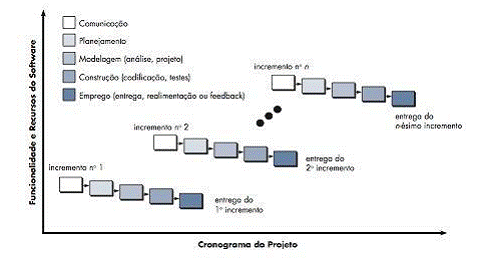 Comunicação
Planejamento
Modelagem (análise, projeto)
Construção (codificação, testes)
Emprego (entrega, realimentação ou feedback)
Funcionalidade e Recursos do Software
incremento nº n
entrega do
n-ésimo incremento
incremento nº 2
entrega do
2º incremento
incremento nº 1
entrega do
1º incremento
Cronograma do Projeto